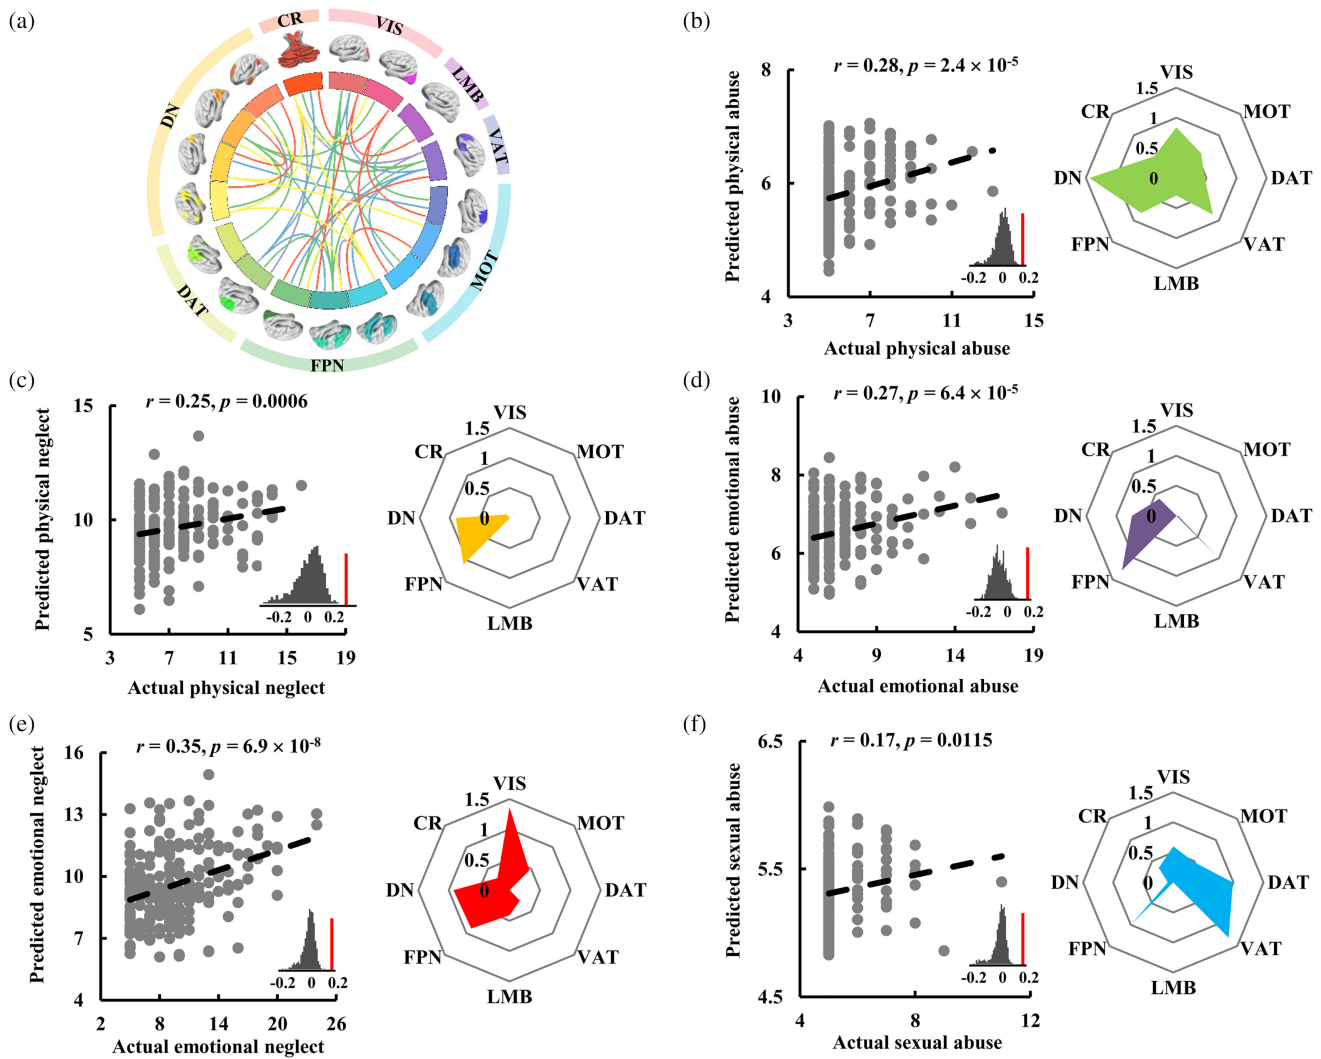 (a)
CR
VIS
LMB
VAT
MOT
FPN
DAT
DN
(b)
r = 0.28, p = 2.4 × 10-5
Predicted physical abuse
8
6
4
3 7 11 15
Actual physical abuse
-0.2 0 0.2
VIS
1.5
CR MOT
1
0.5
DN 0 DAT
FPN VAT
LMB
(c)
r = 0.25, p = 0.0006
Predicted physical neglect
15
10
5
3 7 11 15 19
Actual physical neglect
-0.2 0 0.2
VIS
1.5
CR MOT
1
0.5
DN 0 DAT
FPN VAT
LMB
(d)
r = 0.27, p = 6.4 × 10-5
Predicted emotional abuse
10
8
6
4
4 9 14 19
Actual emotional abuse
-0.2 0 0.2
VIS
1.5
CR MOT
1
0.5
DN 0 DAT
FPN VAT
LMB
(e)
r = 0.35, p = 6.9 × 10-8
Predicted emotional neglect
16
13
10
7
4
2 8 14 20 26
Actual emotional neglect
-0.2 0 0.2
VIS
1.5
CR MOT
1
0.5
DN 0 DAT
FPN VAT
LMB
(f)
r = 0.17, p = 0.0115
Predicted sexual abuse
6.5
5.5
4.5
4 8 12
Actual sexual abuse
-0.2 0 0.2
VIS
1.5
CR MOT
1
0.5
DN 0 DAT
FPN VAT
LMB